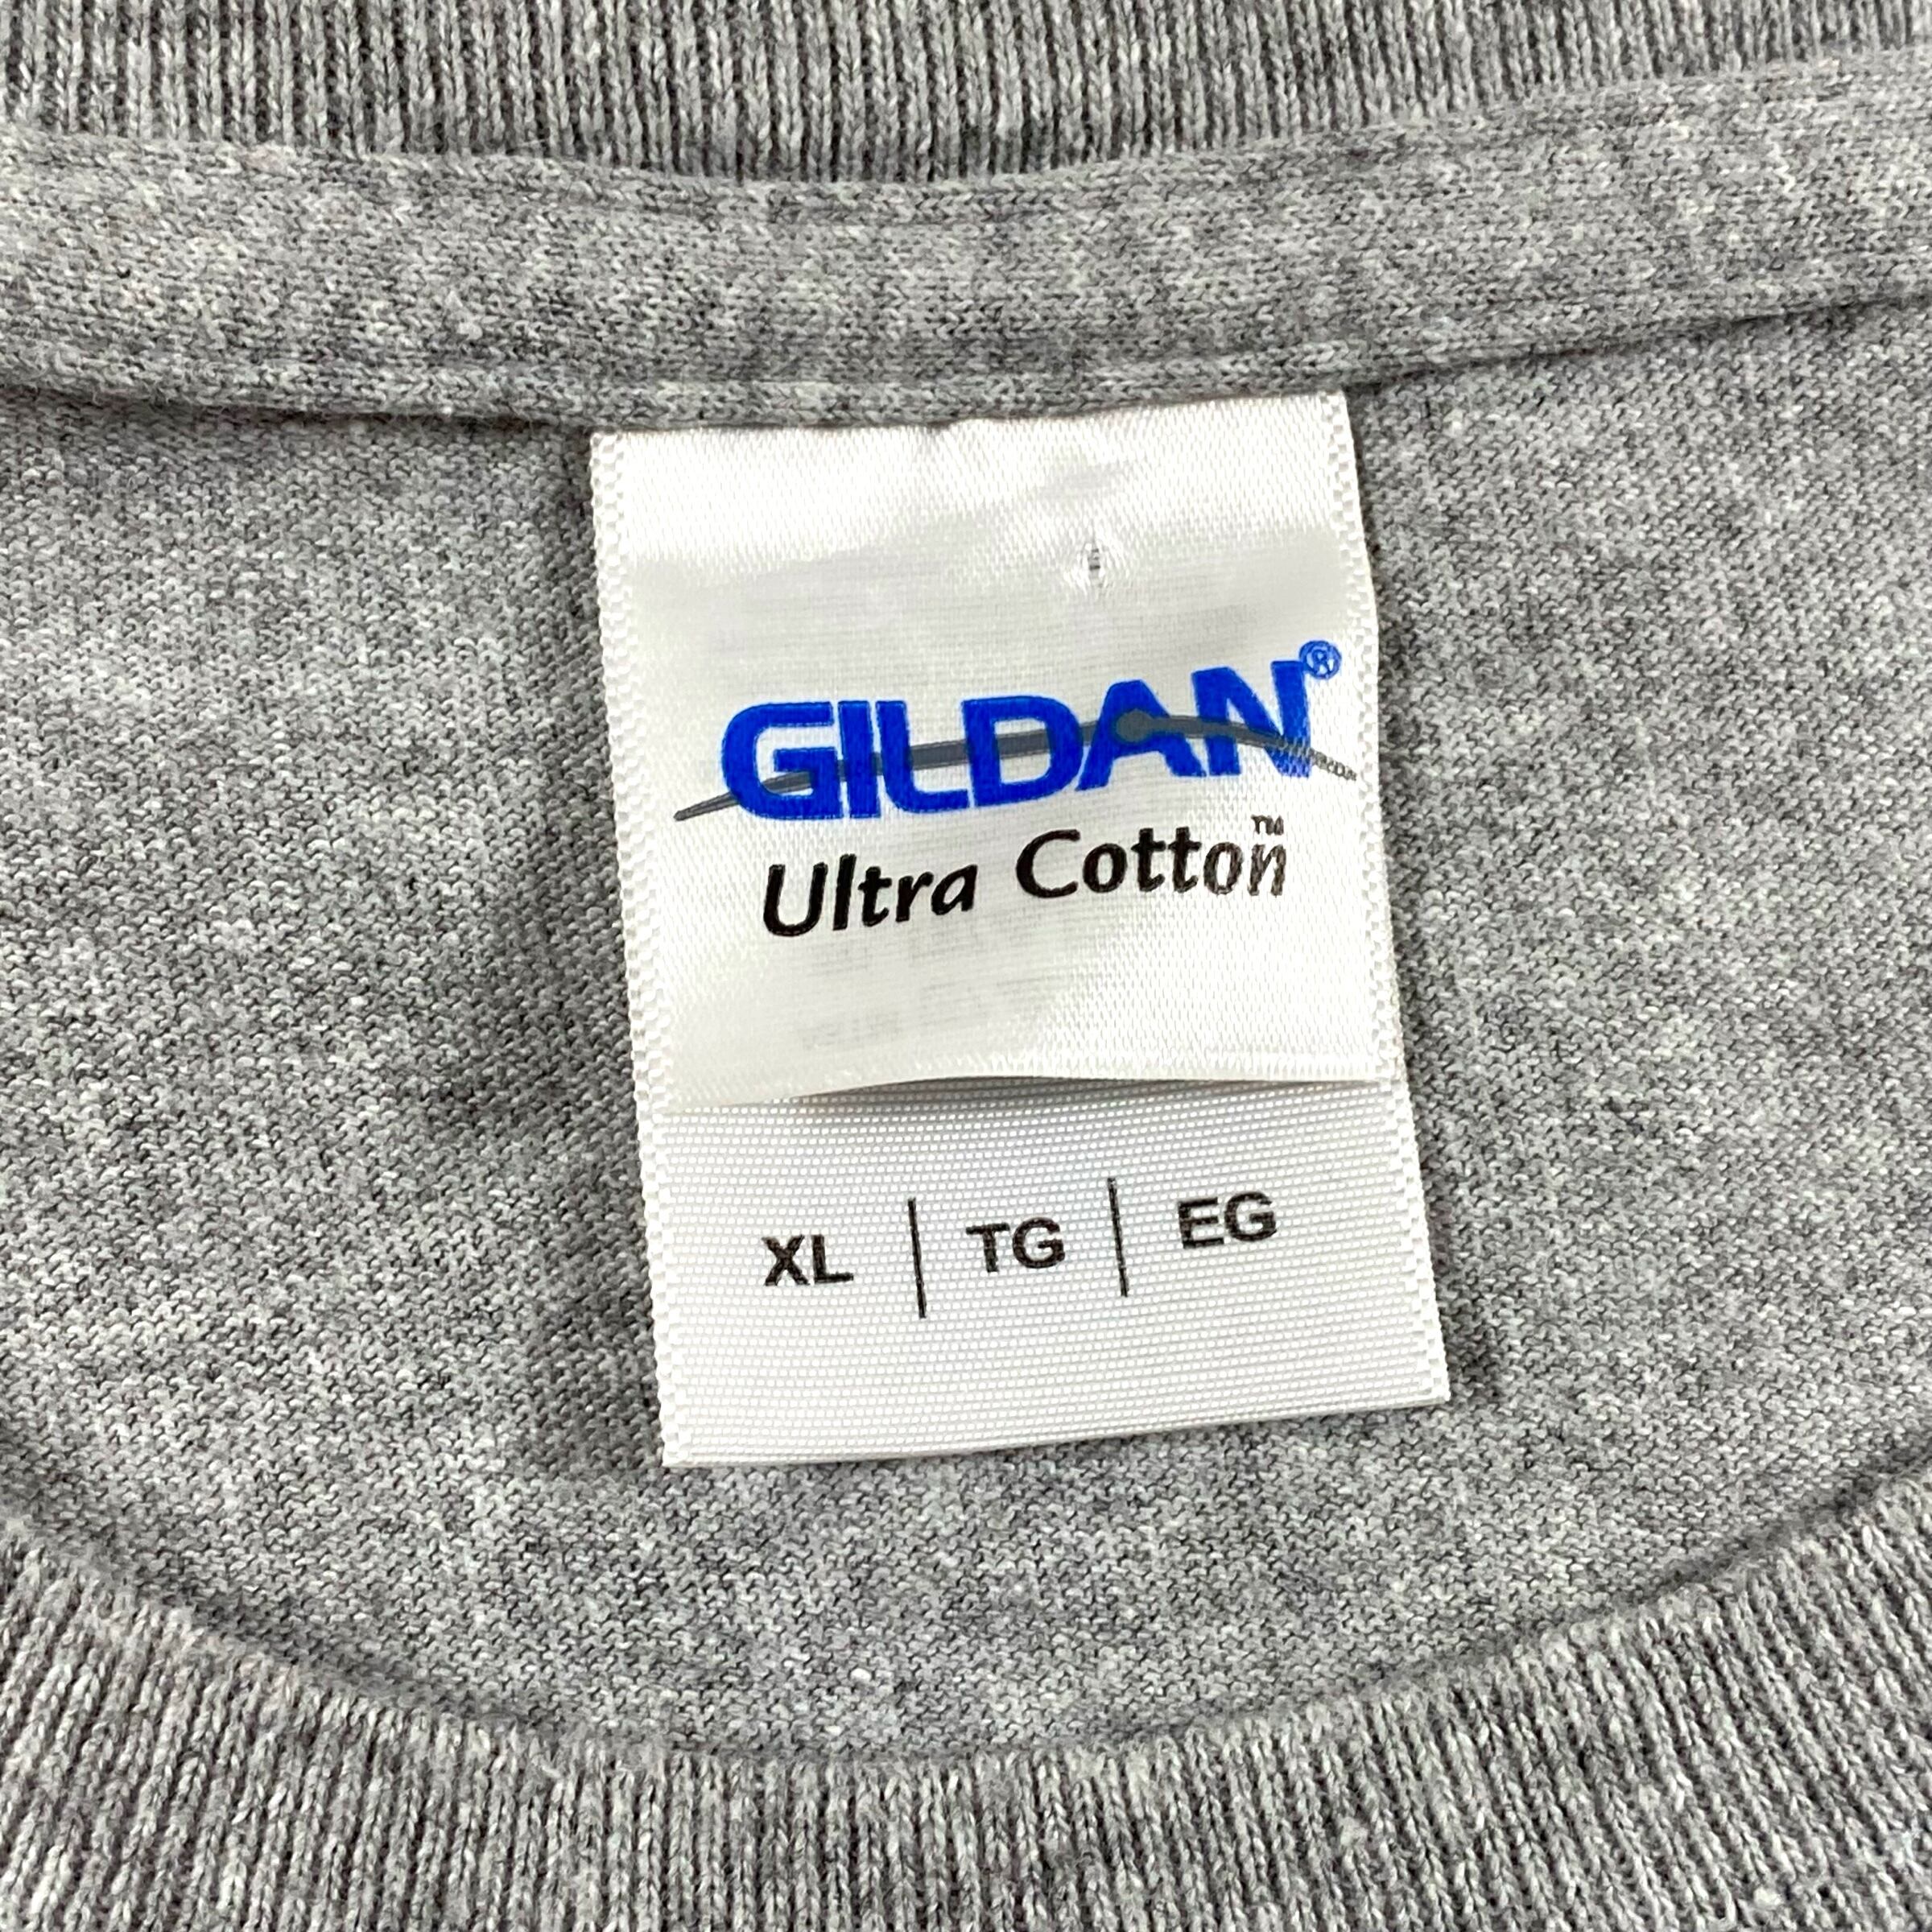 GILDAN®
Ultra Cotton™
XL | TG | EG